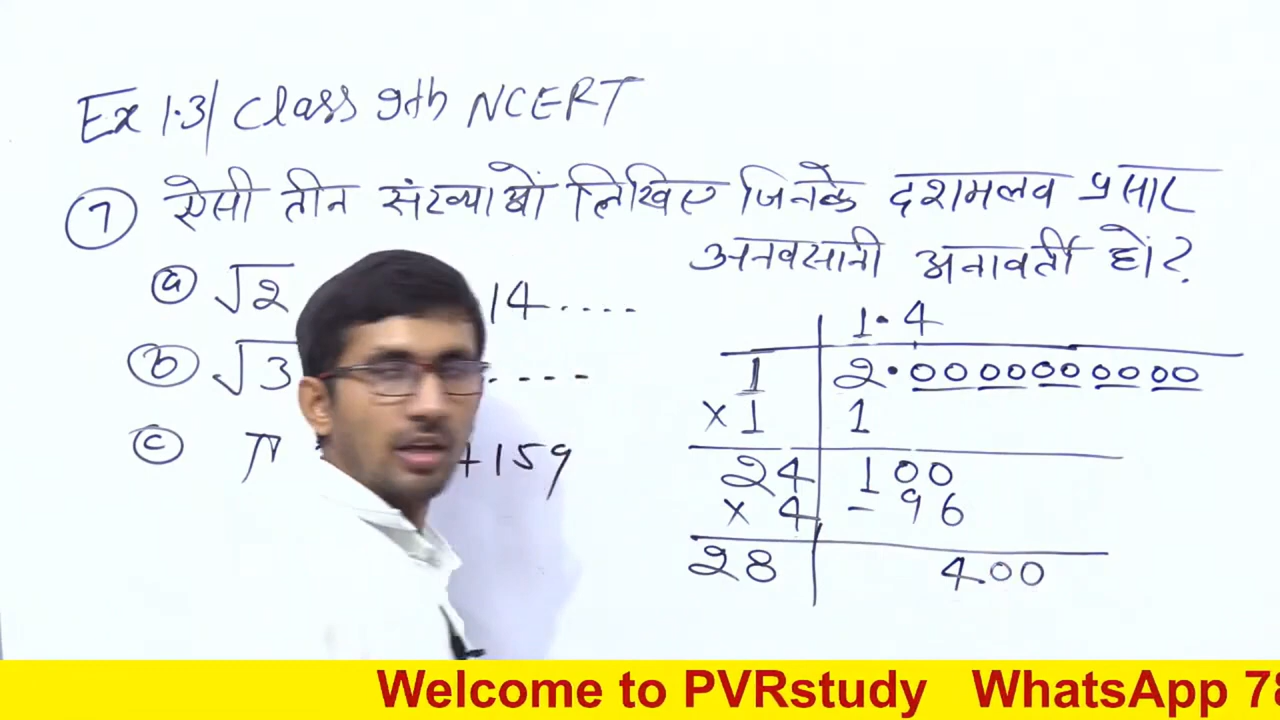 Ex 1.3 | Class 9th NCERT
7 ऐसी तीन संख्याओं लिखिए जिनके दशमलव प्रसार
अनवसानी अनावर्ती हों?
a √2 14....
b √3 ....
c π 159
1.4
1 2.0000000000
×1 1
24 100
×4 -96
28 400
Welcome to PVRstudy WhatsApp 78